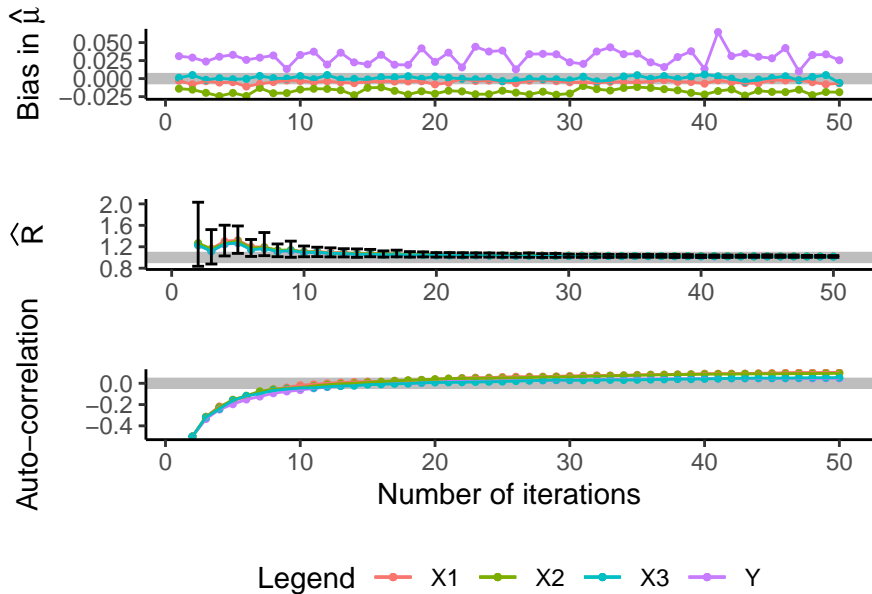 Bias in μ̂
0.050
0.025
0.000
−0.025
0 10 20 30 40 50
R̂
2.0
1.6
1.2
0.8
0 10 20 30 40 50
Auto−correlation
0.0
−0.2
−0.4
0 10 20 30 40 50
Number of iterations
Legend X1 X2 X3 Y